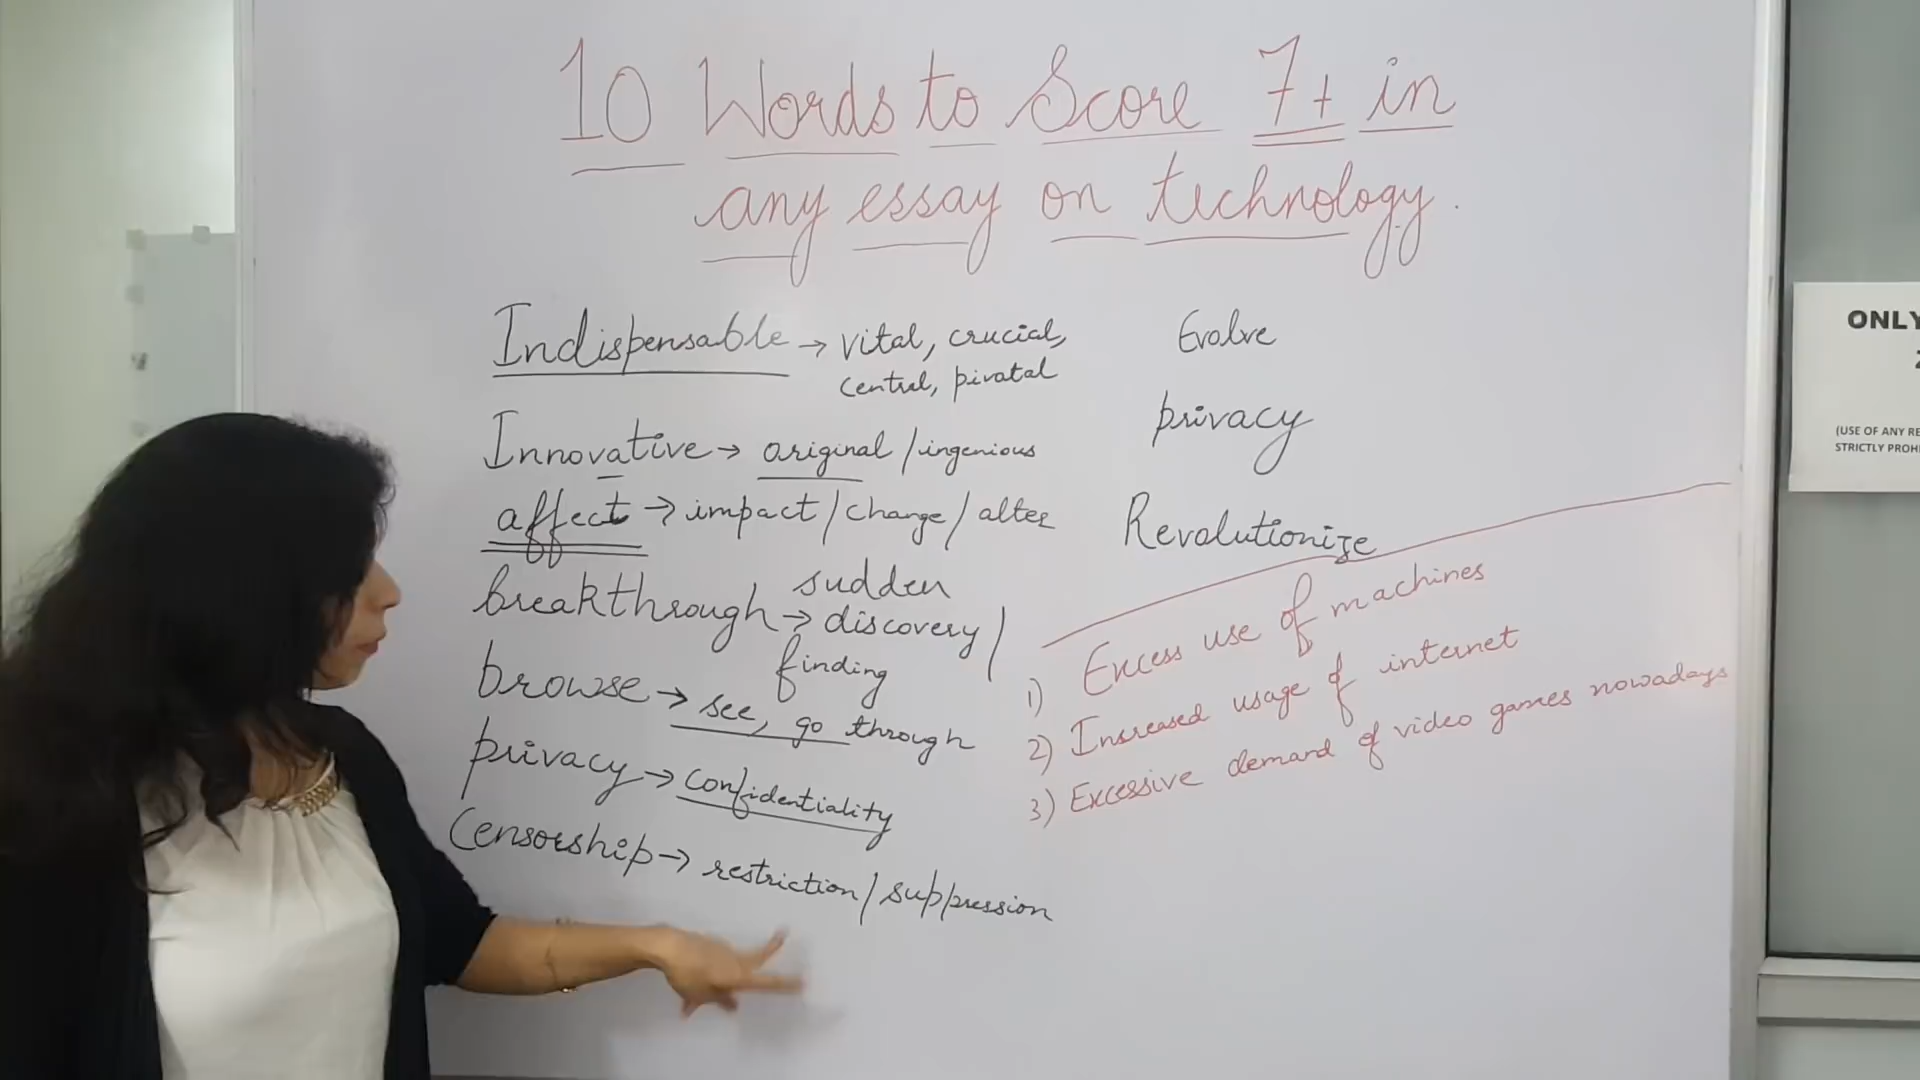 10 Words to Score 7+ in
any essay on technology.
Indispensable → vital, crucial,
central, pivotal
Innovative → original / ingenious
affect → impact / change / alter
breakthrough → sudden
discovery /
finding
browse → see, go through
privacy → confidentiality
Censorship → restriction / suppression
Evolve
privacy
Revolutionize
1) Excess use of machines
2) Increased usage of internet
3) Excessive demand of video games nowadays
ONLY
(USE OF ANY RE
STRICTLY PROH